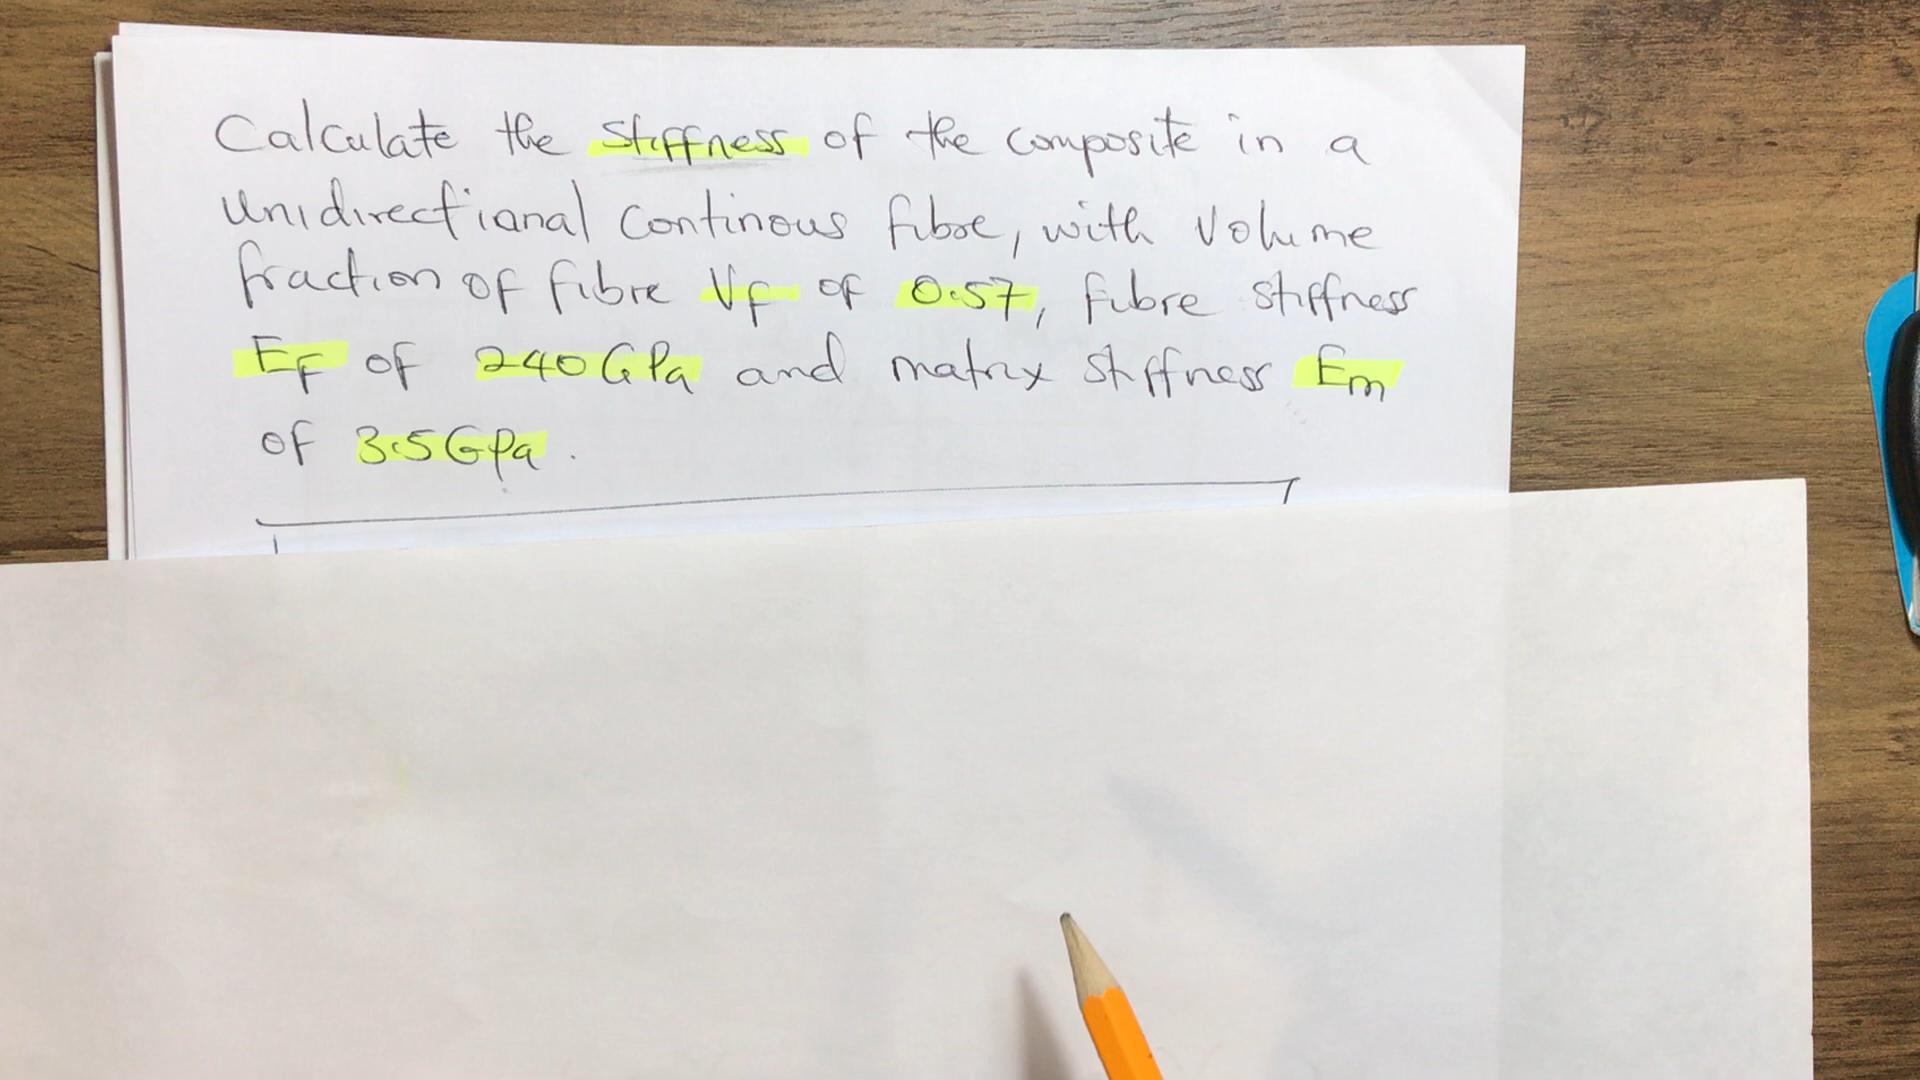 Calculate the stiffness of the composite in a
unidirectional continous fibre, with volume
fraction of fibre Vf of 0.57, fibre stiffness
Ef of 240 GPa and matrix stiffness Em
of 3.5 GPa.